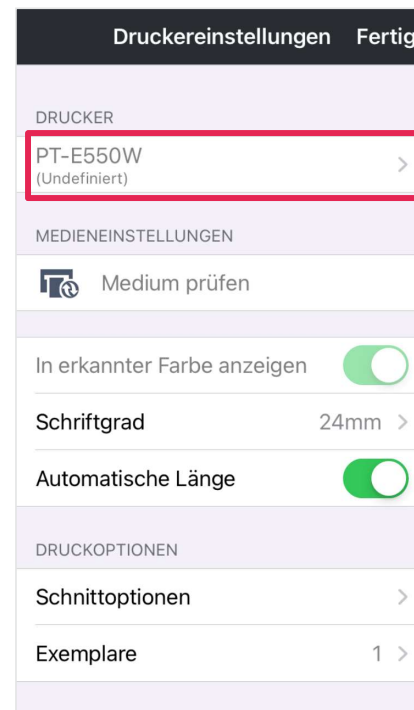 Druckereinstellungen Fertig
DRUCKER
PT-E550W
(Undefiniert)
MEDIENEINSTELLUNGEN
Medium prüfen
In erkannter Farbe anzeigen
Schriftgrad 24mm
Automatische Länge
DRUCKOPTIONEN
Schnittoptionen
Exemplare 1